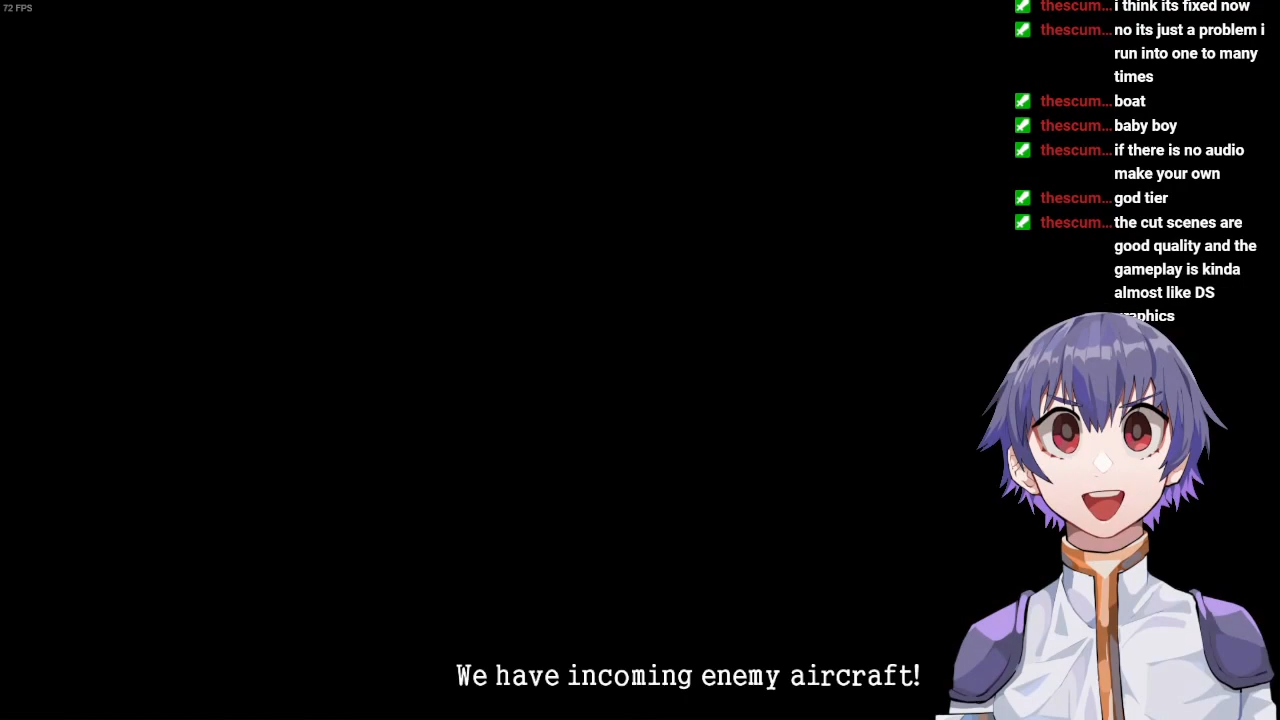 72 FPS
thescum... i think its fixed now
thescum... no its just a problem i
run into one to many
times
thescum... boat
thescum... baby boy
thescum... if there is no audio
make your own
thescum... god tier
thescum... the cut scenes are
good quality and the
gameplay is kinda
almost like DS
graphics
We have incoming enemy aircraft!